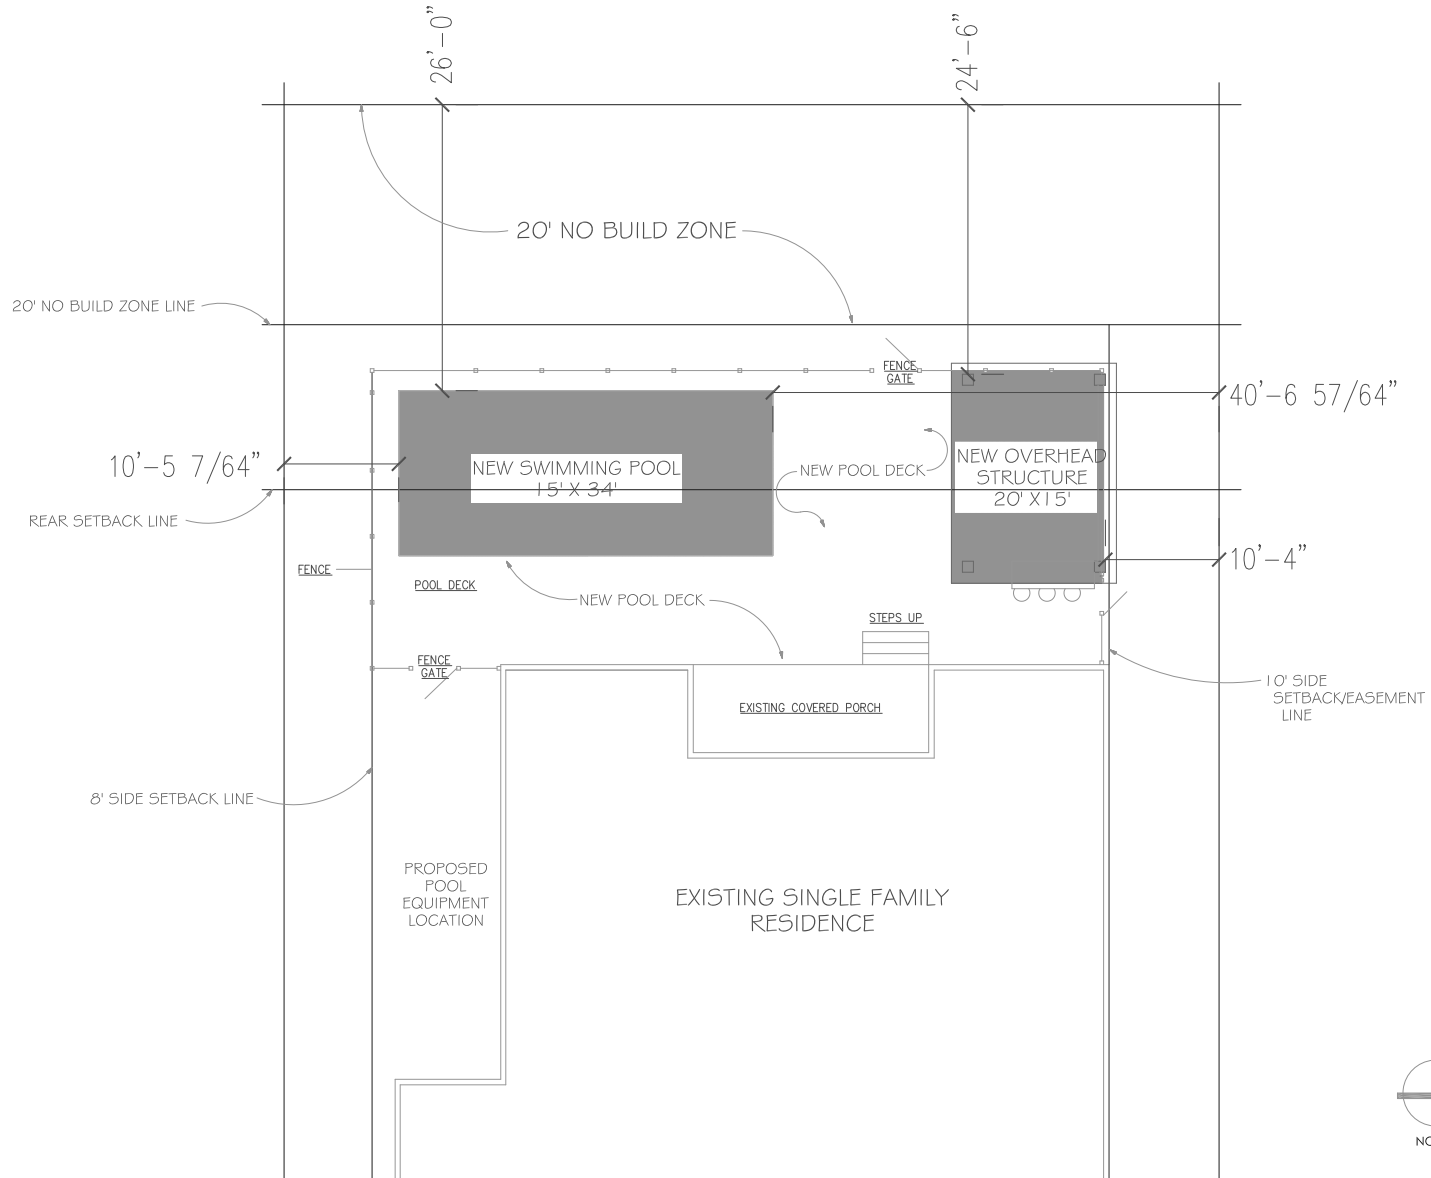 26'-0"
24'-6"
20' NO BUILD ZONE
20' NO BUILD ZONE LINE
FENCE
GATE
40'-6 57/64"
10'-5 7/64"
NEW SWIMMING POOL
15' X 34'
NEW POOL DECK
NEW OVERHEAD
STRUCTURE
20' X15'
REAR SETBACK LINE
10'-4"
FENCE
POOL DECK
NEW POOL DECK
STEPS UP
FENCE
GATE
10' SIDE
SETBACK/EASEMENT
LINE
EXISTING COVERED PORCH
8' SIDE SETBACK LINE
PROPOSED
POOL
EQUIPMENT
LOCATION
EXISTING SINGLE FAMILY
RESIDENCE